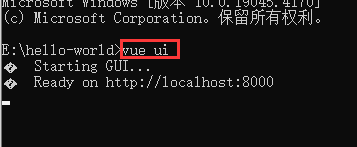 Microsoft Windows [版本 10.0.19045.4170]
(c) Microsoft Corporation。保留所有权利。
E:\hello-world>vue ui
� Starting GUI...
� Ready on http://localhost:8000